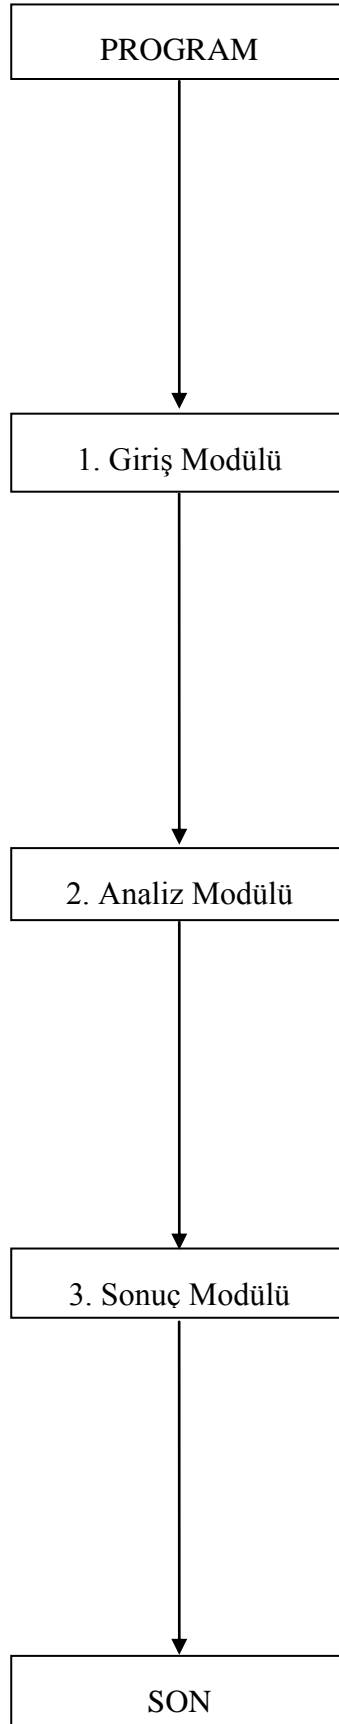 PROGRAM
1. Giriş Modülü
2. Analiz Modülü
3. Sonuç Modülü
SON